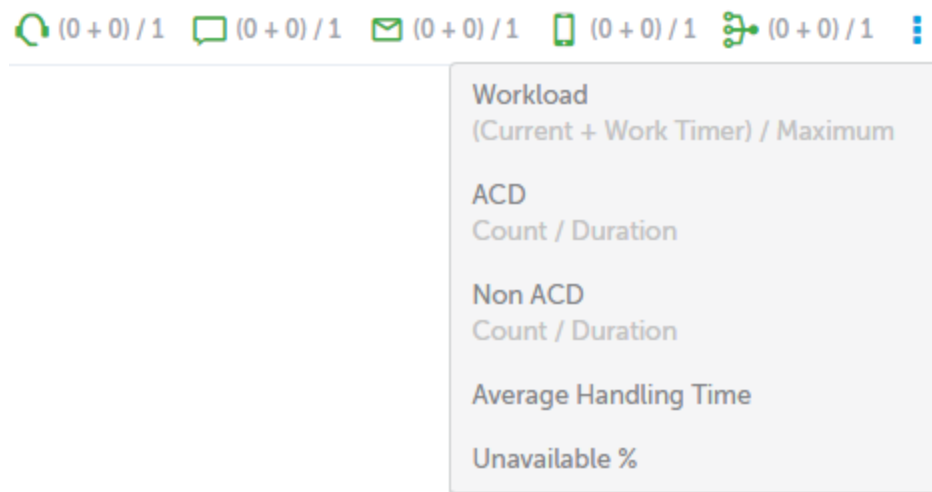 (0 + 0) / 1 (0 + 0) / 1 (0 + 0) / 1 (0 + 0) / 1 (0 + 0) / 1
Workload
(Current + Work Timer) / Maximum
ACD
Count / Duration
Non ACD
Count / Duration
Average Handling Time
Unavailable %